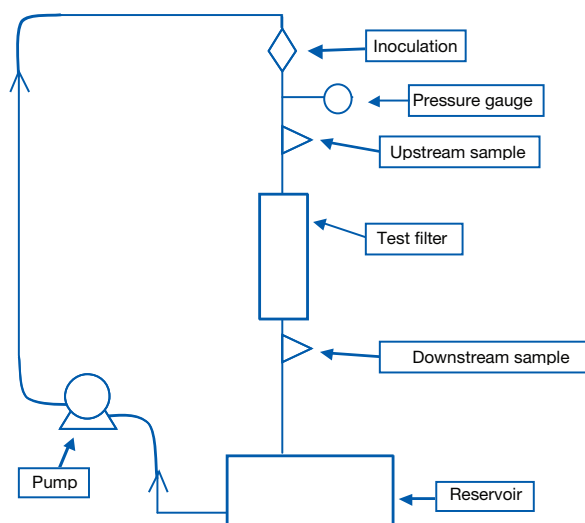 Inoculation
Pressure gauge
Upstream sample
Test filter
Downstream sample
Pump
Reservoir